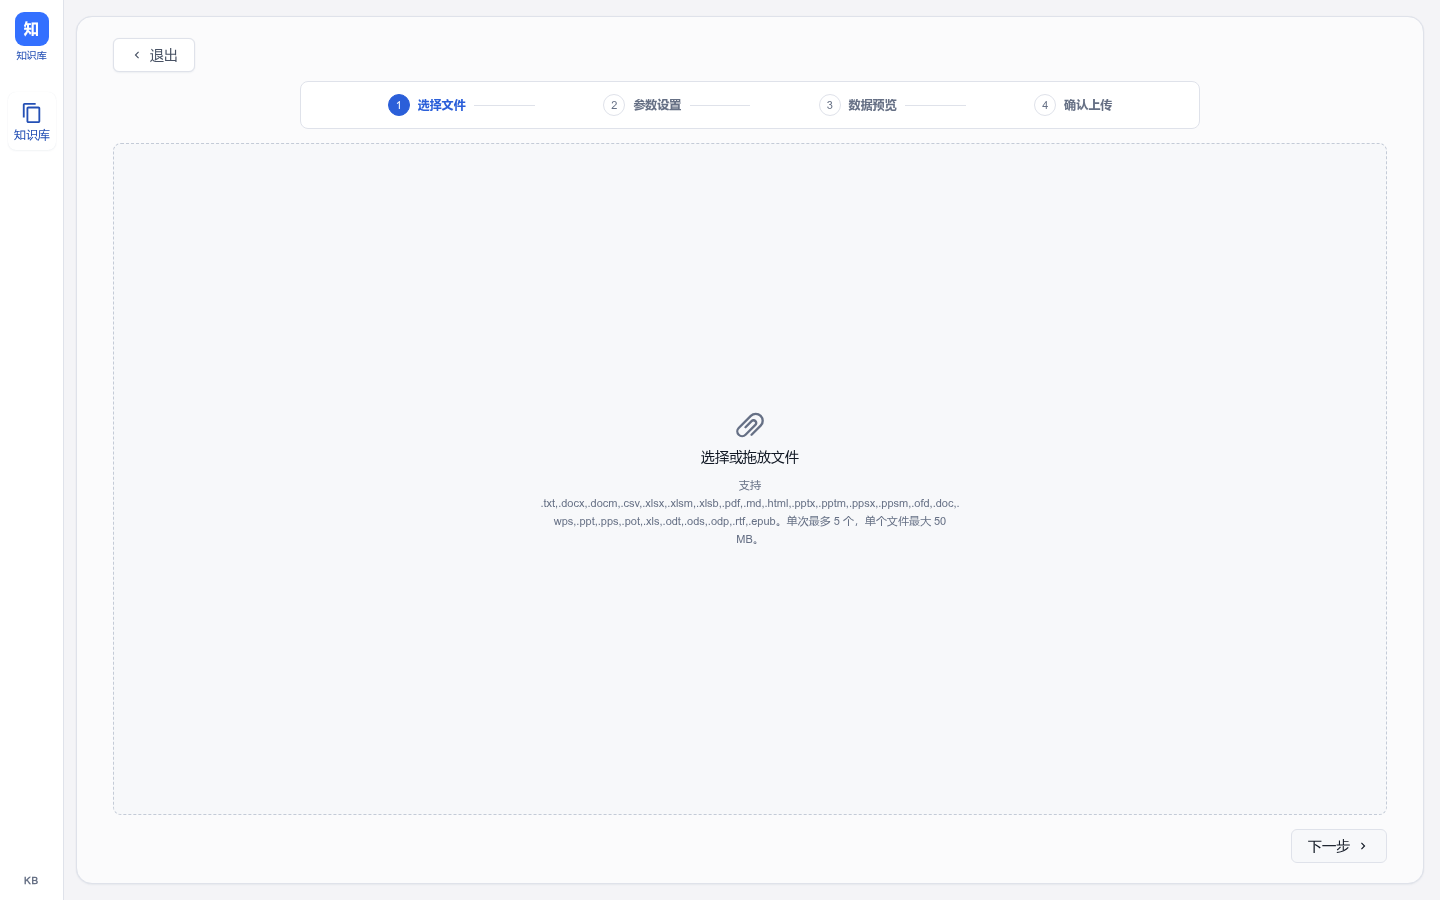 知
知识库
知识库
KB
退出
1 选择文件
2 参数设置
3 数据预览
4 确认上传
选择或拖放文件
支持
.txt,.docx,.docm,.csv,.xlsx,.xlsm,.xlsb,.pdf,.md,.html,.pptx,.pptm,.ppsx,.ppsm,.ofd,.doc,.
wps,.ppt,.pps,.pot,.xls,.odt,.ods,.odp,.rtf,.epub。单次最多 5 个，单个文件最大 50
MB。
下一步